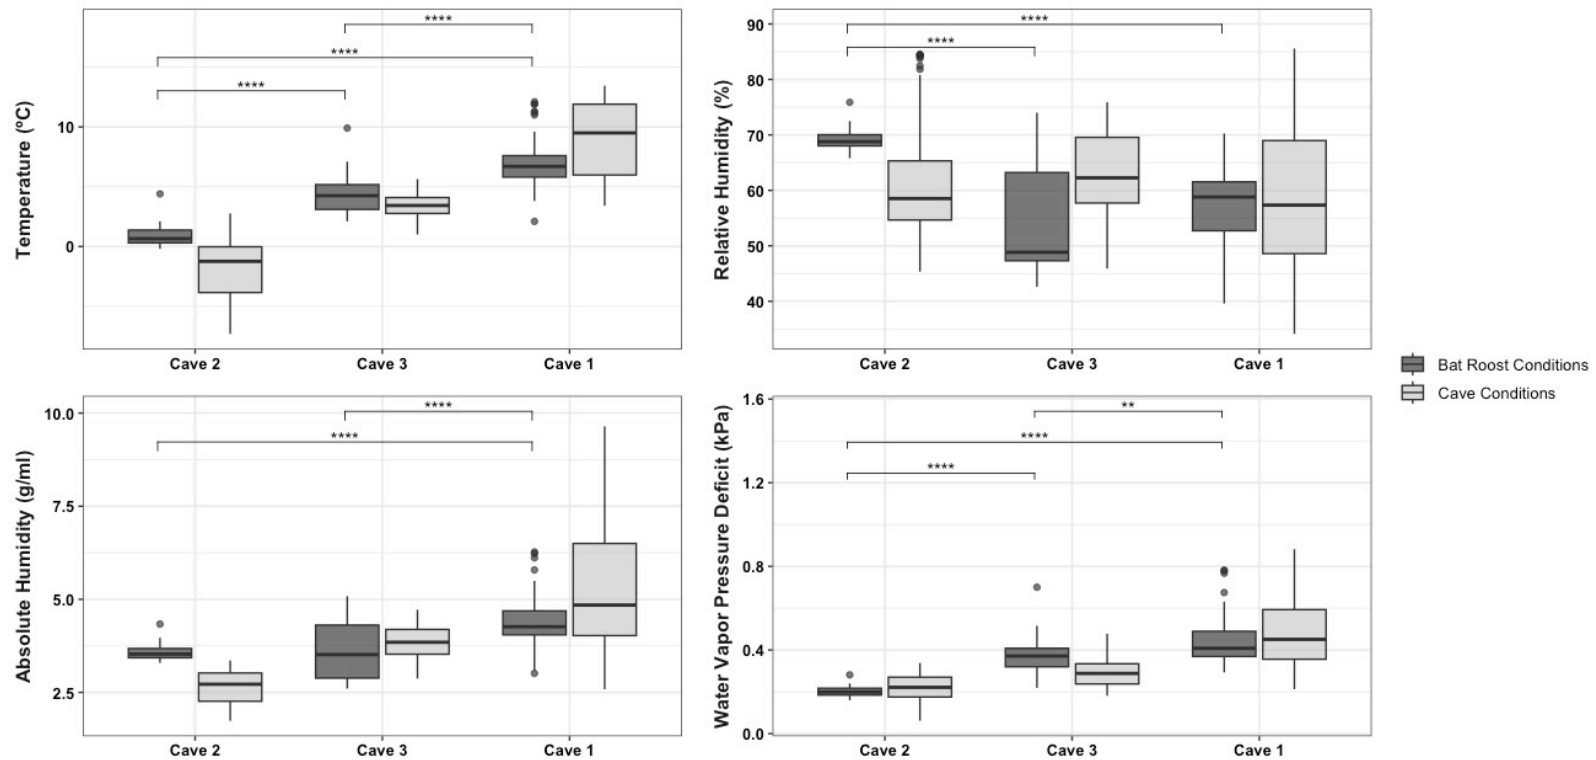 Temperature (°C)
10
0
****
****
****
Cave 2
Cave 3
Cave 1
Relative Humidity (%)
90
80
70
60
50
40
****
****
Cave 2
Cave 3
Cave 1
Absolute Humidity (g/ml)
10.0
7.5
5.0
2.5
****
****
Cave 2
Cave 3
Cave 1
Water Vapor Pressure Deficit (kPa)
1.6
1.2
0.8
0.4
0.0
**
****
****
Cave 2
Cave 3
Cave 1
Bat Roost Conditions
Cave Conditions